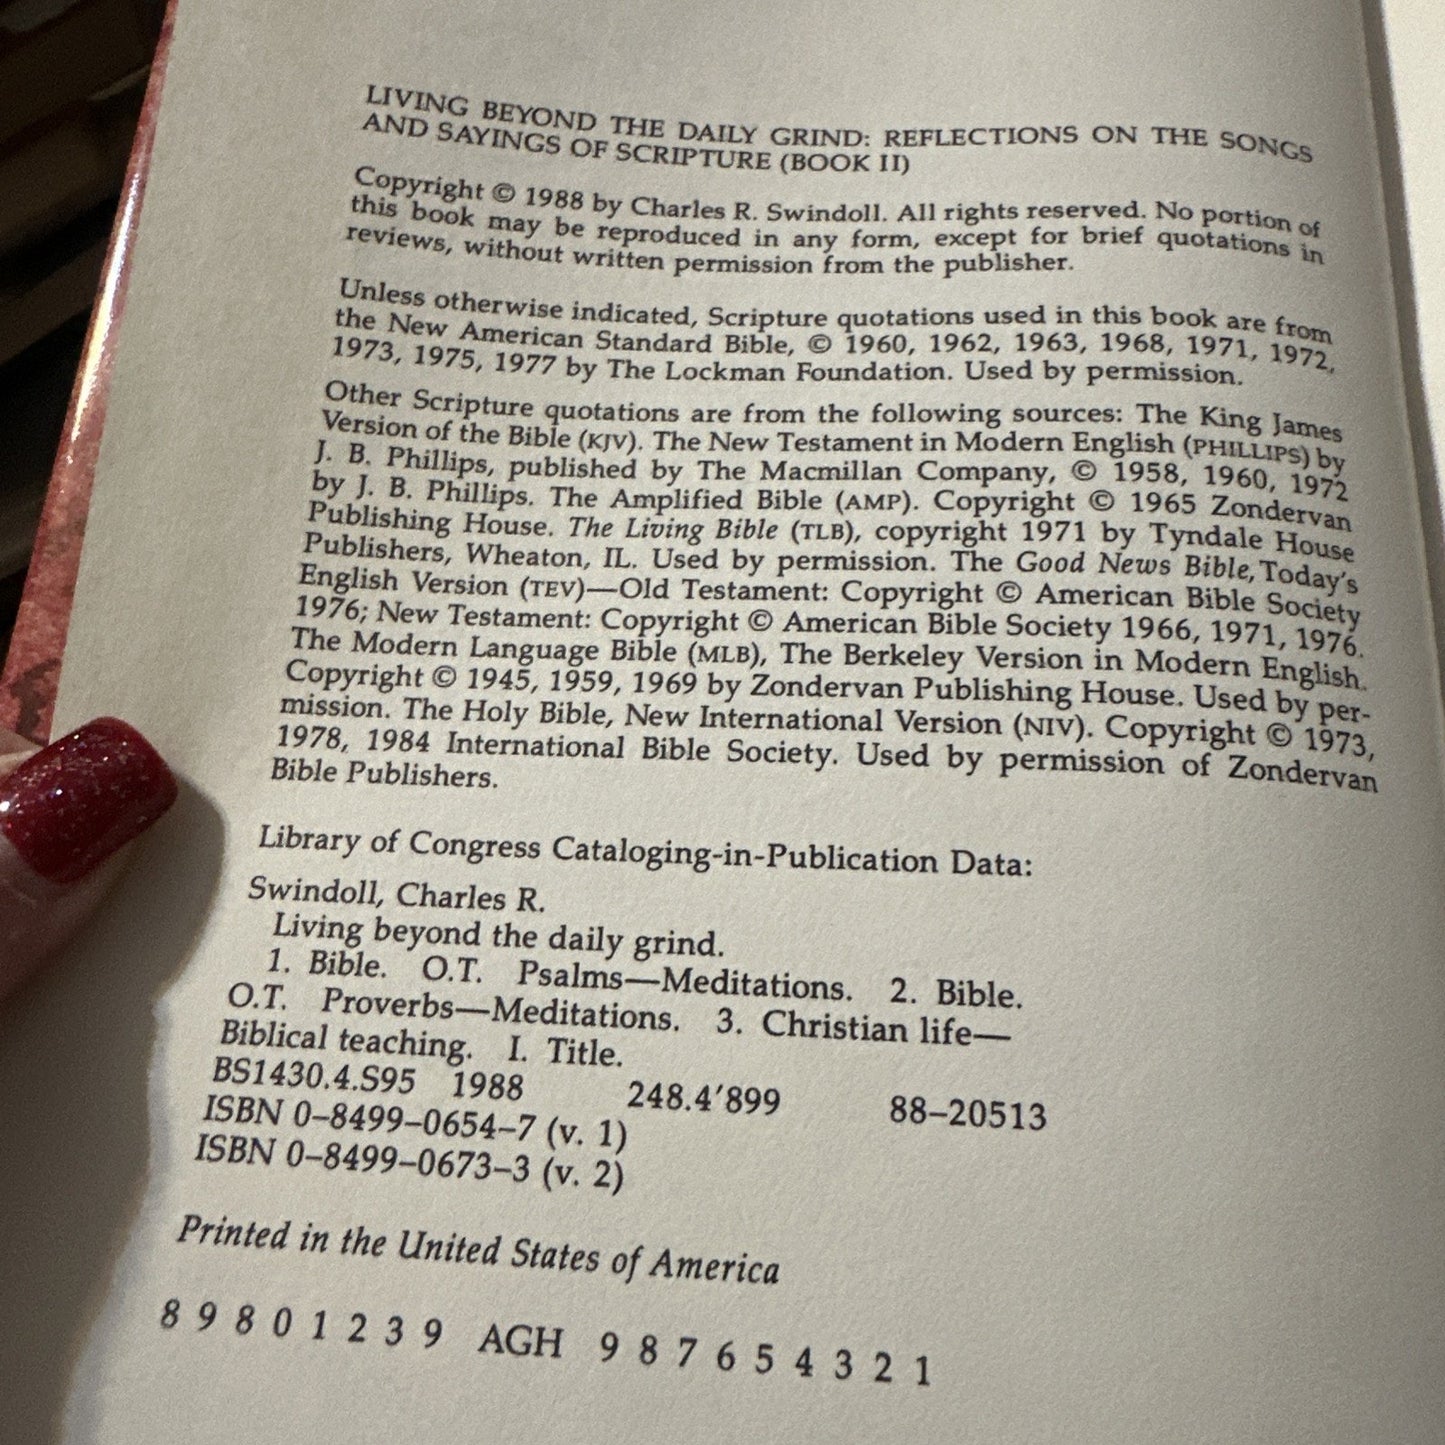 LIVING BEYOND THE DAILY GRIND: REFLECTIONS ON THE SONGS
AND SAYINGS OF SCRIPTURE (BOOK II)
Copyright © 1988 by Charles R. Swindoll. All rights reserved. No portion of
this book may be reproduced in any form, except for brief quotations in
reviews, without written permission from the publisher.
Unless otherwise indicated, Scripture quotations used in this book are from
the New American Standard Bible, © 1960, 1962, 1963, 1968, 1971, 1972,
1973, 1975, 1977 by The Lockman Foundation. Used by permission.
Other Scripture quotations are from the following sources: The King James
Version of the Bible (KJV). The New Testament in Modern English (PHILLIPS) by
J. B. Phillips, published by The Macmillan Company, © 1958, 1960, 1972
by J. B. Phillips. The Amplified Bible (AMP). Copyright © 1965 Zondervan
Publishing House. The Living Bible (TLB), copyright 1971 by Tyndale House
Publishers, Wheaton, IL. Used by permission. The Good News Bible, Today's
English Version (TEV)—Old Testament: Copyright © American Bible Society
1976; New Testament: Copyright © American Bible Society 1966, 1971, 1976.
The Modern Language Bible (MLB), The Berkeley Version in Modern English.
Copyright © 1945, 1959, 1969 by Zondervan Publishing House. Used by per-
mission. The Holy Bible, New International Version (NIV). Copyright © 1973,
1978, 1984 International Bible Society. Used by permission of Zondervan
Bible Publishers.
Library of Congress Cataloging-in-Publication Data:
Swindoll, Charles R.
Living beyond the daily grind.
1. Bible. O.T. Psalms—Meditations. 2. Bible.
O.T. Proverbs—Meditations. 3. Christian life—
Biblical teaching. I. Title.
BS1430.4.S95 1988 248.4'899 88–20513
ISBN 0–8499–0654–7 (v. 1)
ISBN 0–8499–0673–3 (v. 2)
Printed in the United States of America
8 9 8 0 1 2 3 9 AGH 9 8 7 6 5 4 3 2 1